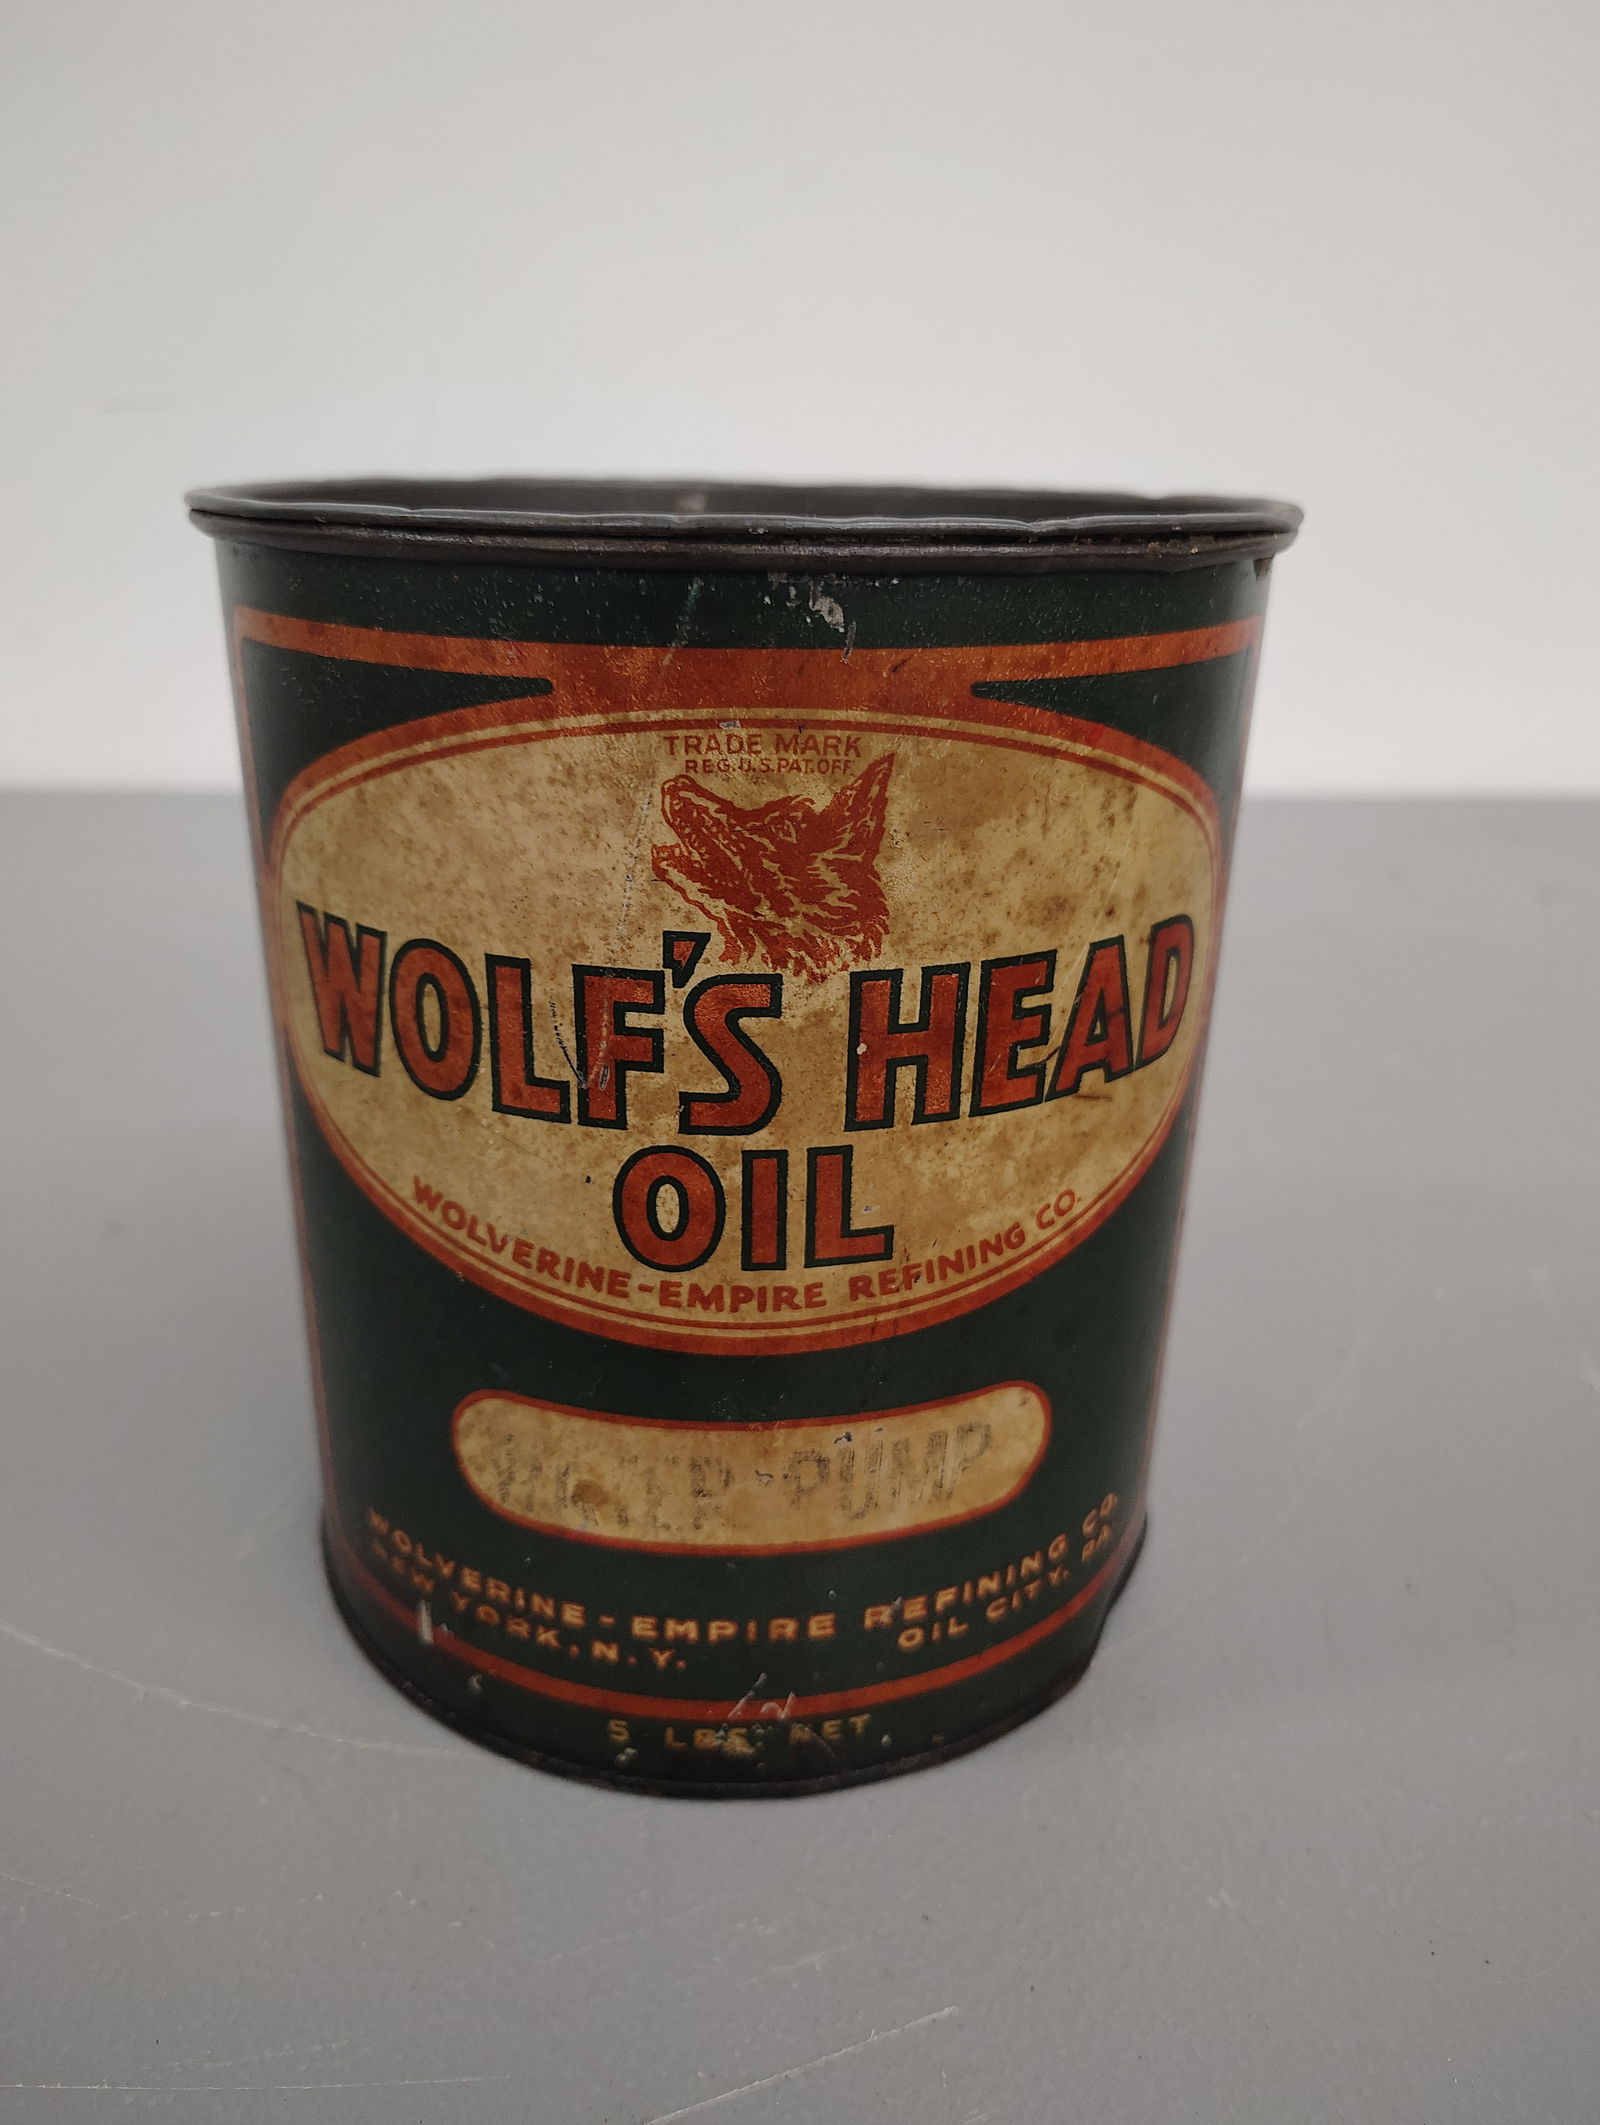 TRADE MARK
REG.U.S.PAT.OFF.
WOLF'S HEAD
OIL
WOLVERINE-EMPIRE REFINING CO.
WATER-PUMP
WOLVERINE-EMPIRE REFINING CO.
NEW YORK, N.Y. OIL CITY, PA.
5 LBS. NET